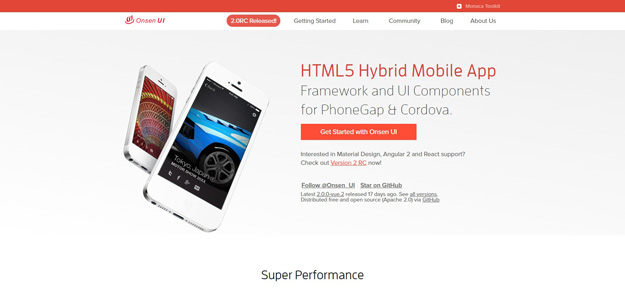 Monaca Toolkit
Onsen UI
2.0RC Released!
Getting Started
Learn
Community
Blog
About Us
HTML5 Hybrid Mobile App
Framework and UI Components
for PhoneGap & Cordova.
Get Started with Onsen UI
Interested in Material Design, Angular 2 and React support?
Check out Version 2 RC now!
Follow @Onsen_UI Star on GitHub
Latest 2.0.0-vue.2 released 17 days ago. See all versions.
Distributed free and open source (Apache 2.0) via GitHub
Tokyo, Japan
Super Performance